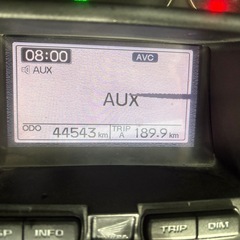 08:00 AVC
AUX
AUX
ODO 44543 km TRIP A 189.9 km
INFO TRIP DIM